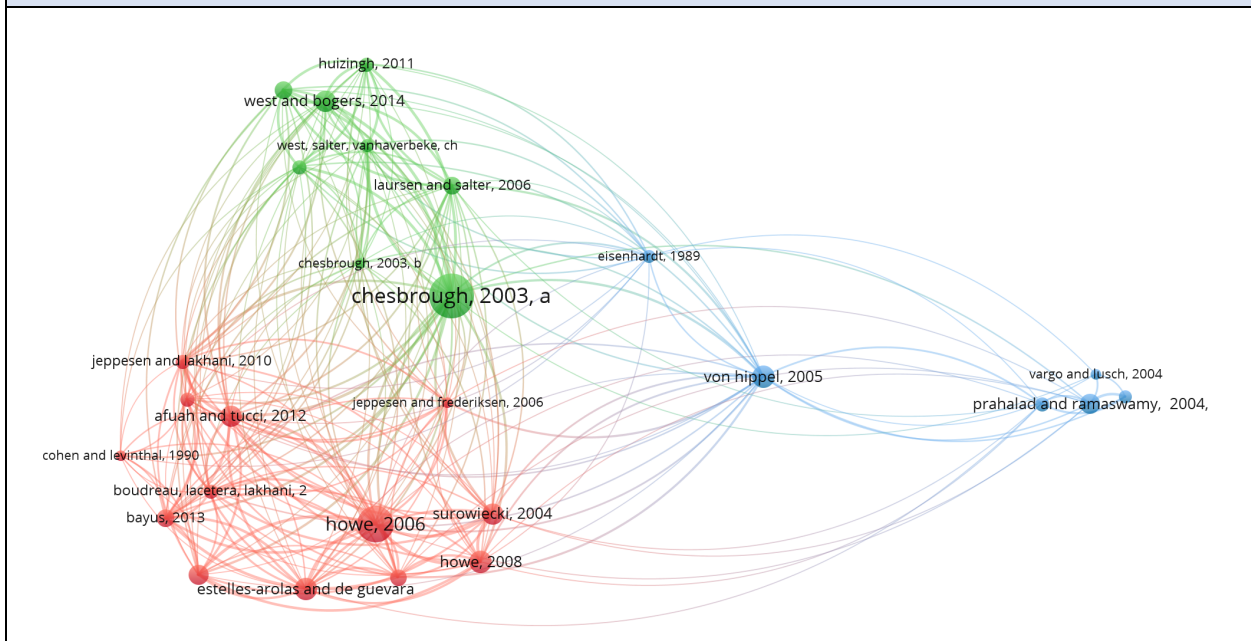 huizingh, 2011
west and bogers, 2014
west, salter, vanhaverbeke, ch
laursen and salter, 2006
eisenhardt, 1989
chesbrough, 2003, b
chesbrough, 2003, a
jeppesen and lakhani, 2010
von hippel, 2005
vargo and lusch, 2004
jeppesen and frederiksen, 2006
prahalad and ramaswamy, 2004,
afuah and tucci, 2012
cohen and levinthal, 1990
boudreau, lacetera, lakhani, 2
bayus, 2013
surowiecki, 2004
howe, 2006
howe, 2008
estelles-arolas and de guevara